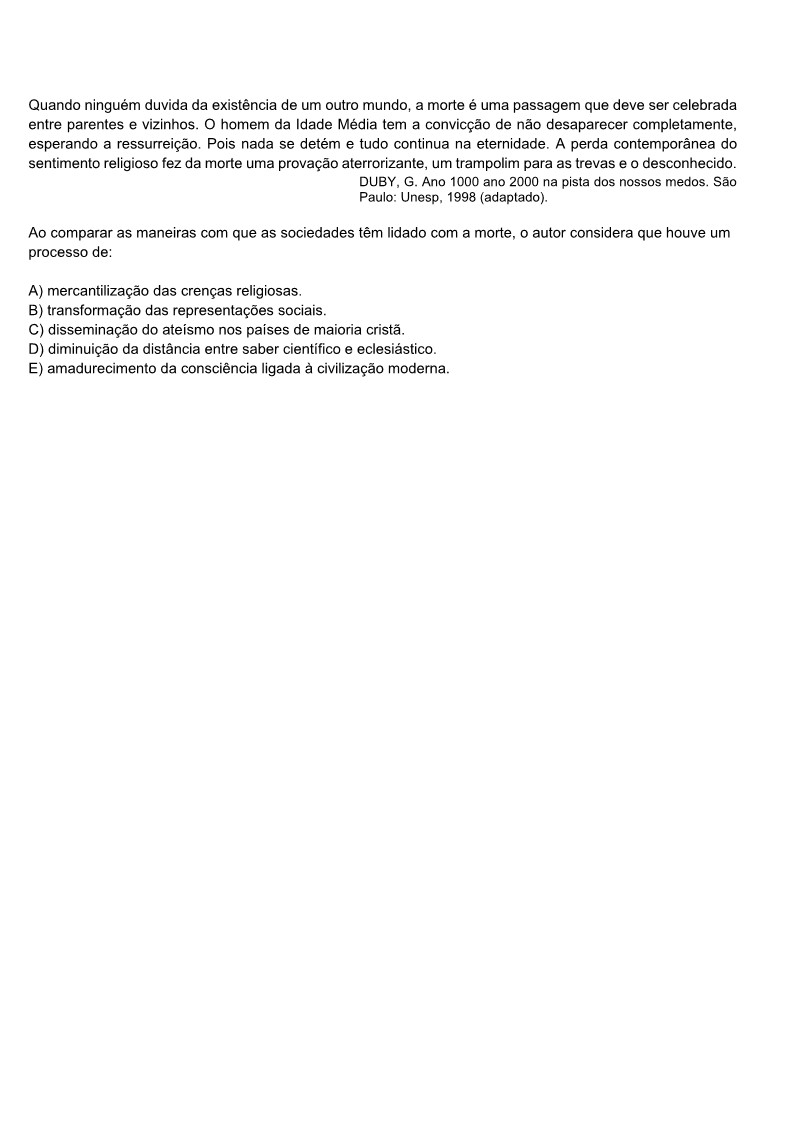 Quando ninguém duvida da existência de um outro mundo, a morte é uma passagem que deve ser celebrada
entre parentes e vizinhos. O homem da Idade Média tem a convicção de não desaparecer completamente,
esperando a ressurreição. Pois nada se detém e tudo continua na eternidade. A perda contemporânea do
sentimento religioso fez da morte uma provação aterrorizante, um trampolim para as trevas e o desconhecido.
DUBY, G. Ano 1000 ano 2000 na pista dos nossos medos. São
Paulo: Unesp, 1998 (adaptado).
Ao comparar as maneiras com que as sociedades têm lidado com a morte, o autor considera que houve um
processo de:
A) mercantilização das crenças religiosas.
B) transformação das representações sociais.
C) disseminação do ateísmo nos países de maioria cristã.
D) diminuição da distância entre saber científico e eclesiástico.
E) amadurecimento da consciência ligada à civilização moderna.